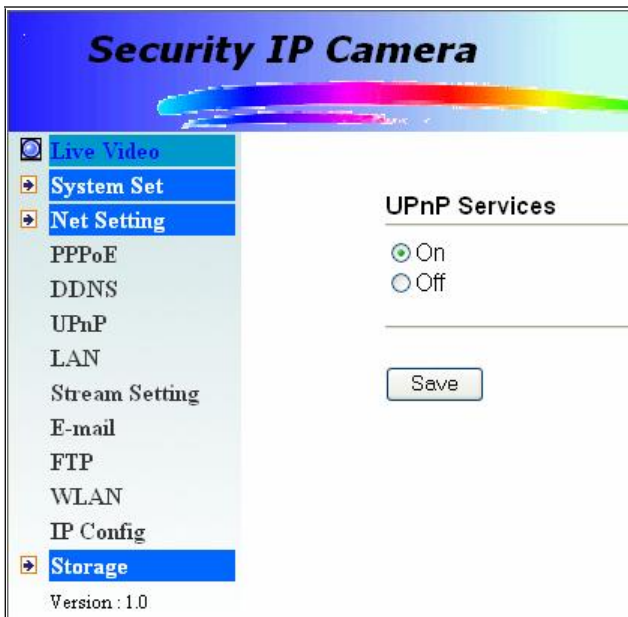 Security IP Camera
Live Video
System Set
Net Setting
PPPoE
DDNS
UPnP
LAN
Stream Setting
E-mail
FTP
WLAN
IP Config
Storage
Version : 1.0
UPnP Services
On
Off
Save